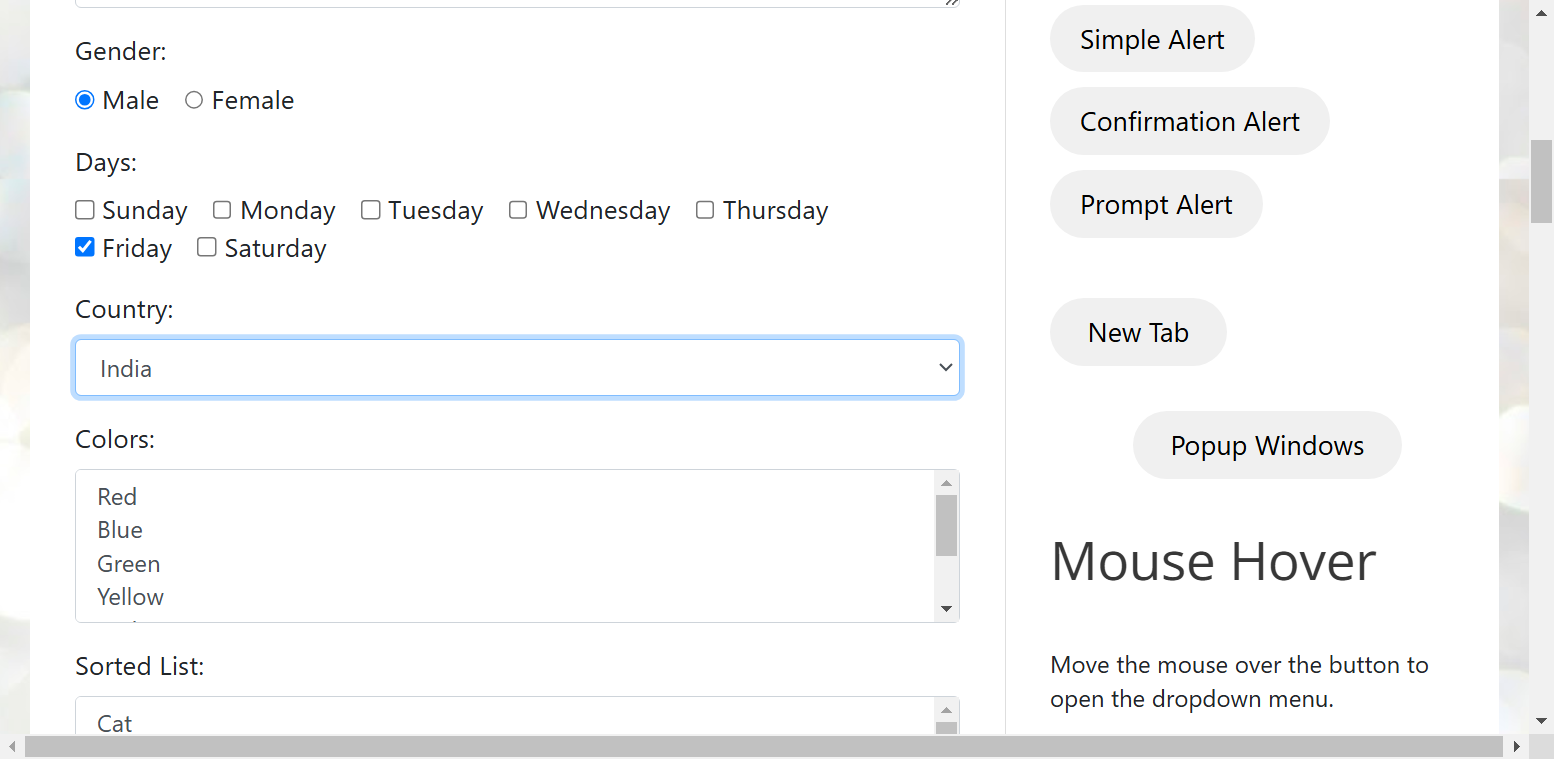 Gender:
Male Female
Days:
Sunday Monday Tuesday Wednesday Thursday
Friday Saturday
Country:
India
Colors:
Red
Blue
Green
Yellow
Sorted List:
Cat
Simple Alert
Confirmation Alert
Prompt Alert
New Tab
Popup Windows
Mouse Hover
Move the mouse over the button to
open the dropdown menu.